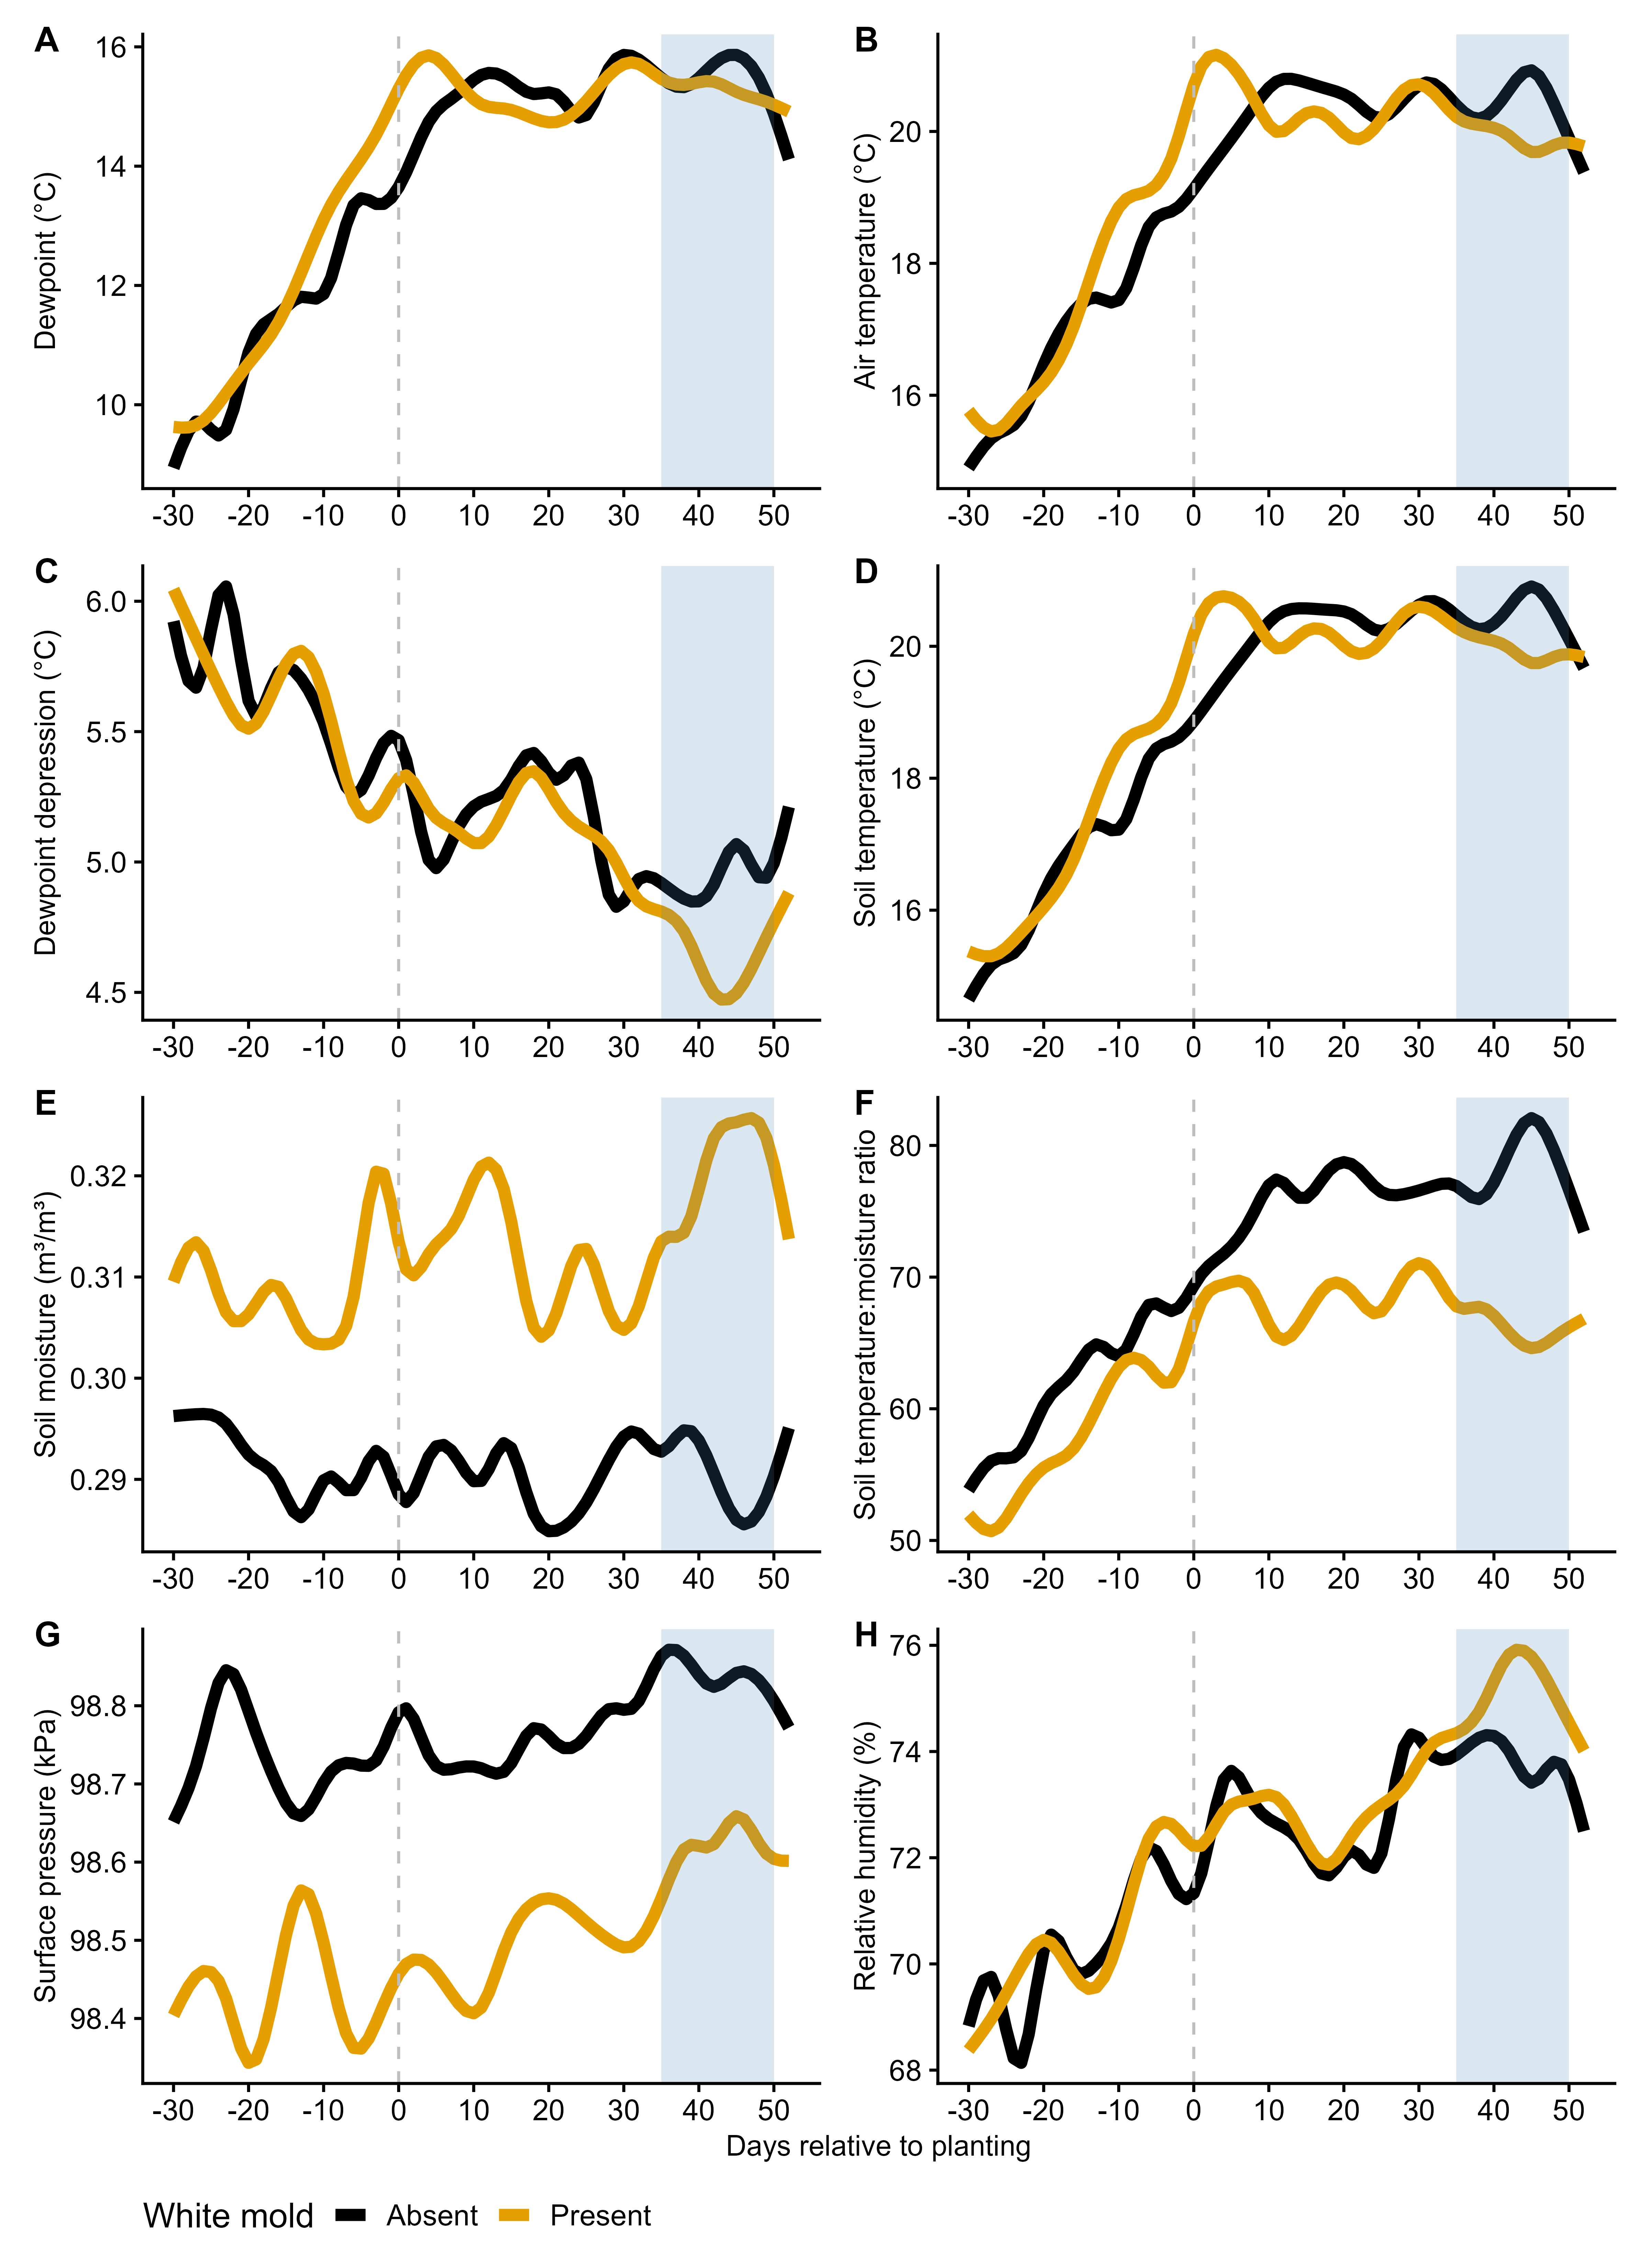 A
Dewpoint (°C)
16
14
12
10
-30 -20 -10 0 10 20 30 40 50
B
Air temperature (°C)
20
18
16
-30 -20 -10 0 10 20 30 40 50
C
Dewpoint depression (°C)
6.0
5.5
5.0
4.5
-30 -20 -10 0 10 20 30 40 50
D
Soil temperature (°C)
20
18
16
-30 -20 -10 0 10 20 30 40 50
E
Soil moisture (m³/m³)
0.32
0.31
0.30
0.29
-30 -20 -10 0 10 20 30 40 50
F
Soil temperature:moisture ratio
80
70
60
50
-30 -20 -10 0 10 20 30 40 50
G
Surface pressure (kPa)
98.8
98.7
98.6
98.5
98.4
-30 -20 -10 0 10 20 30 40 50
H
Relative humidity (%)
76
74
72
70
68
-30 -20 -10 0 10 20 30 40 50
Days relative to planting
White mold Absent Present